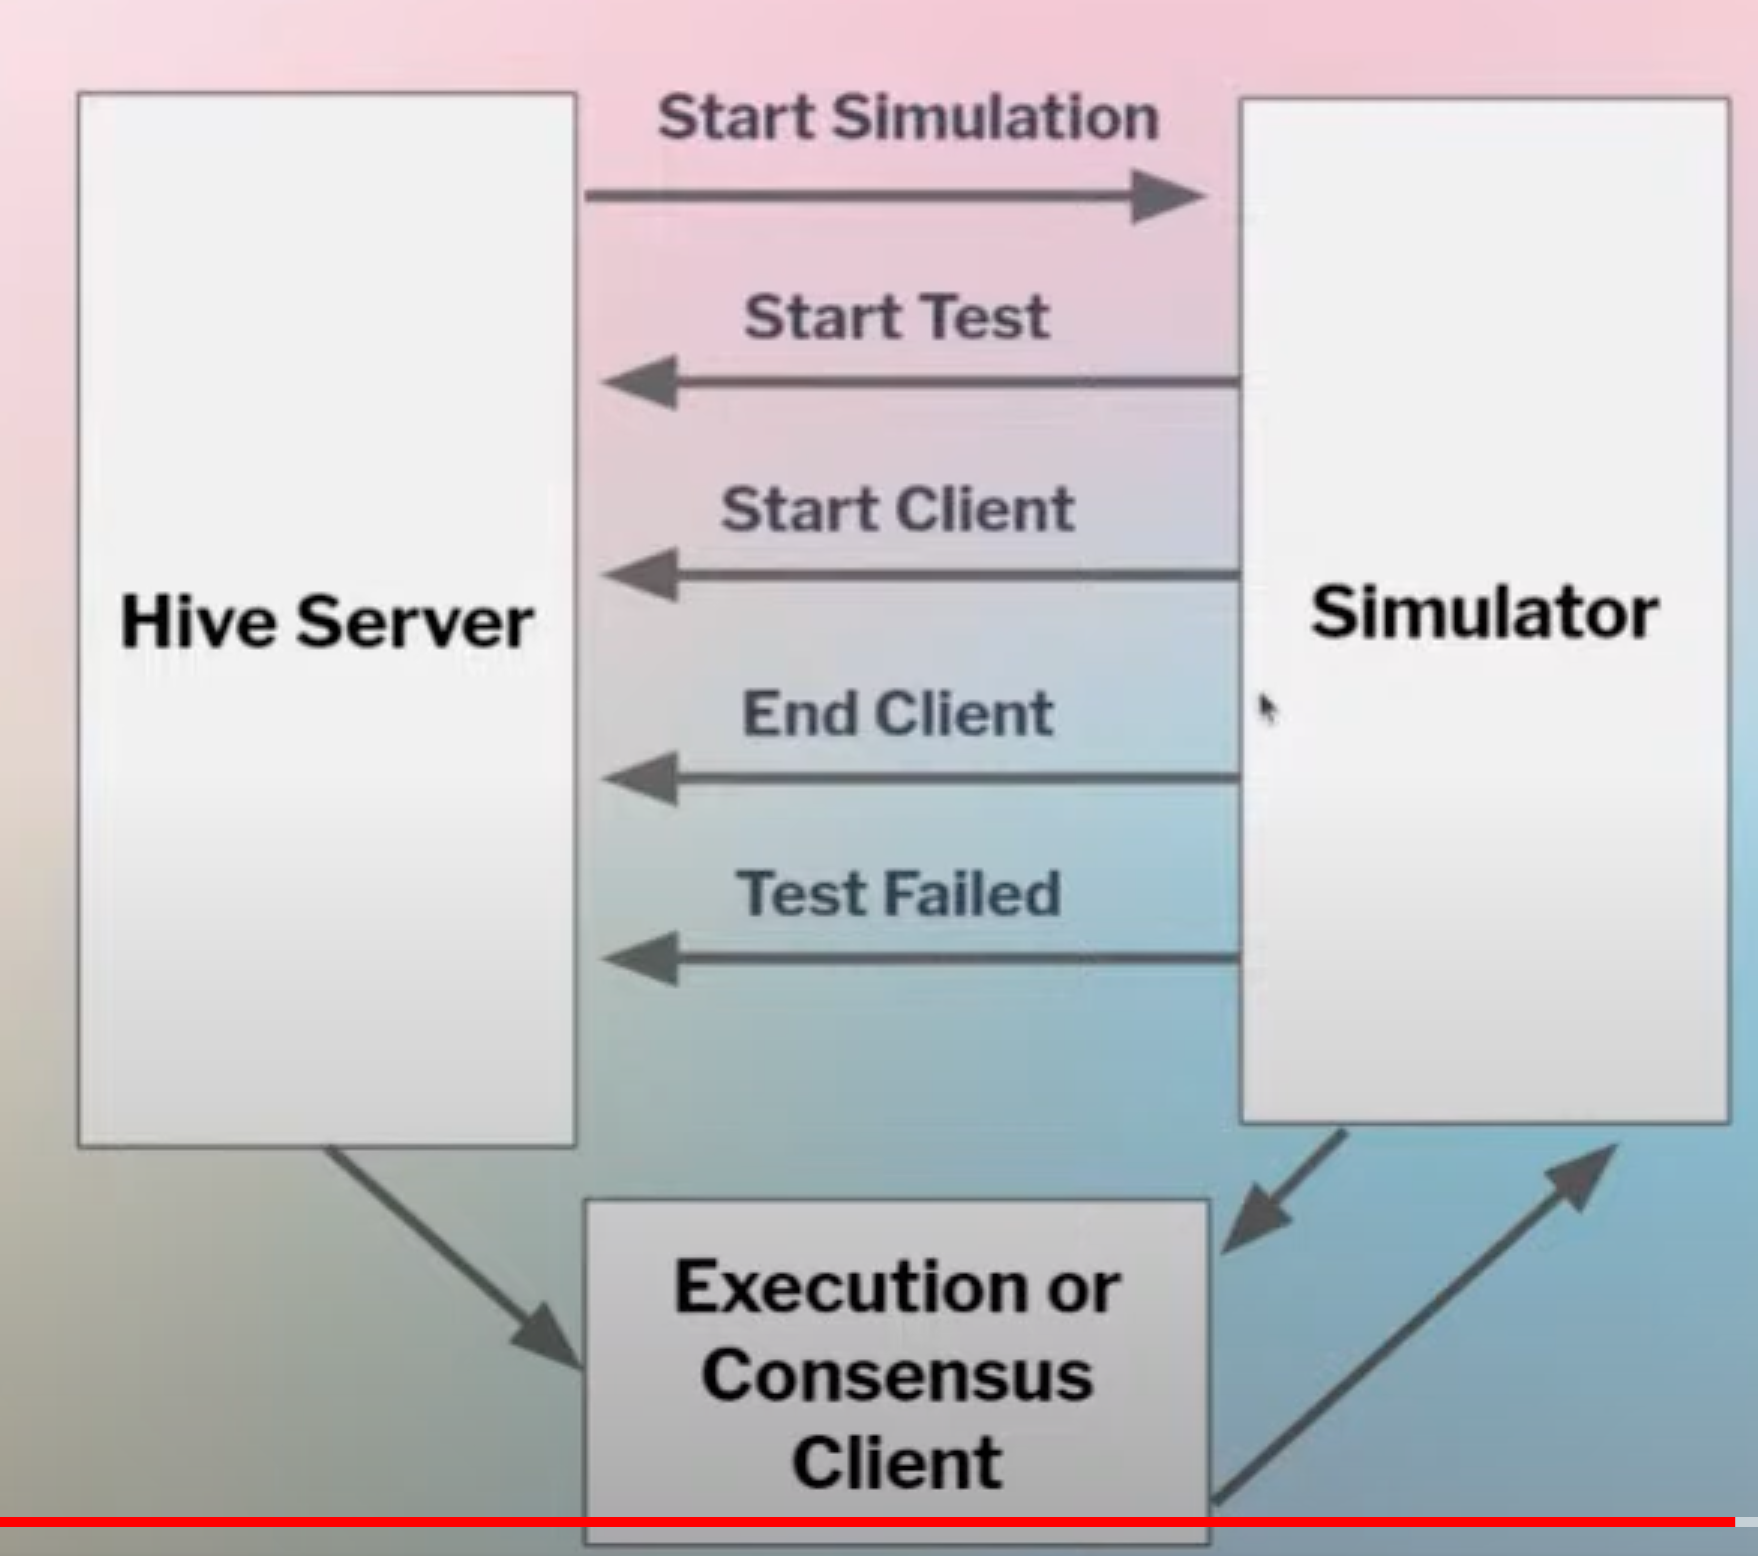 Start Simulation
Start Test
Start Client
Hive Server
Simulator
End Client
Test Failed
Execution or
Consensus
Client